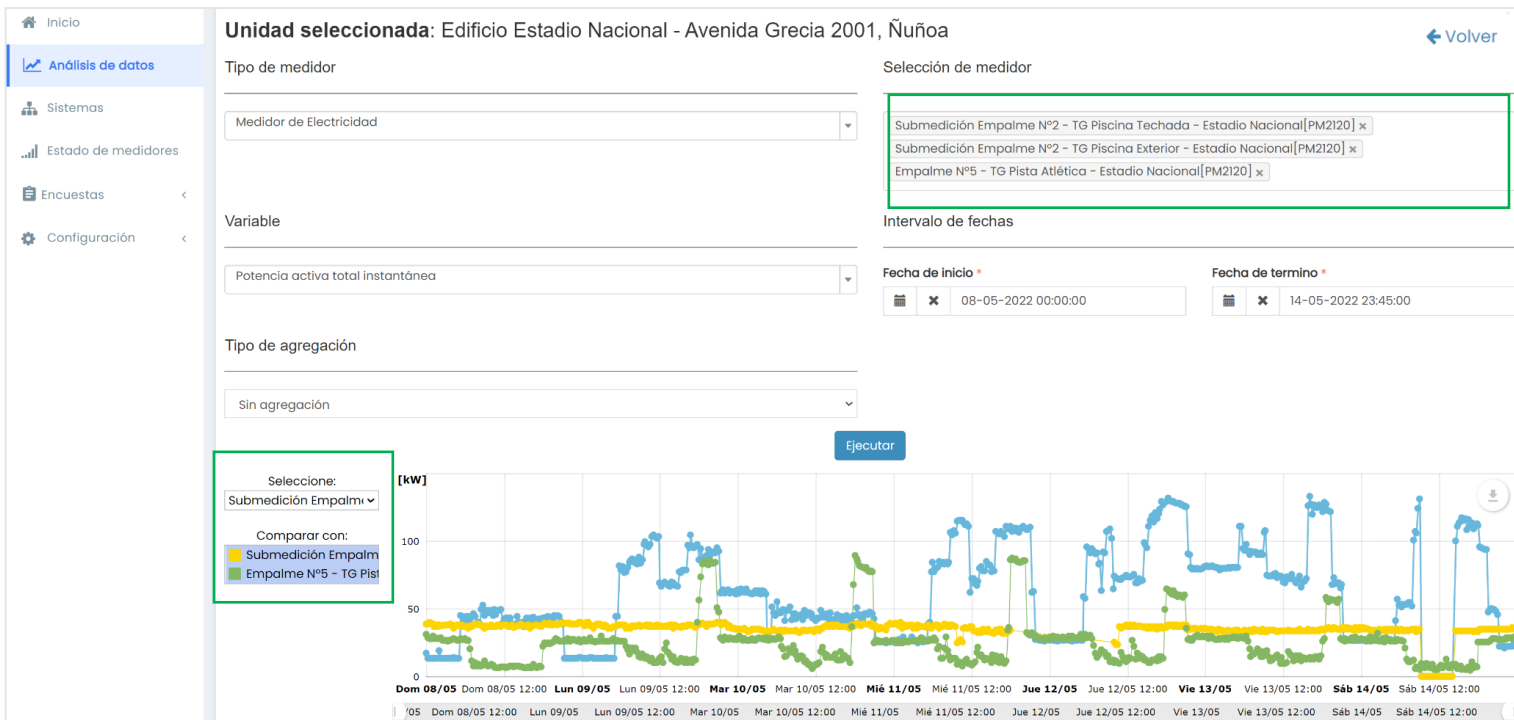 Inicio
Análisis de datos
Sistemas
Estado de medidores
Encuestas
Configuración
Unidad seleccionada: Edificio Estadio Nacional - Avenida Grecia 2001, Ñuñoa
Volver
Tipo de medidor
Selección de medidor
Medidor de Electricidad
Submedición Empalme Nº2 - TG Piscina Techada - Estadio Nacional[PM2120] ×
Submedición Empalme Nº2 - TG Piscina Exterior - Estadio Nacional[PM2120] ×
Empalme Nº5 - TG Pista Atlética - Estadio Nacional[PM2120] ×
Variable
Intervalo de fechas
Potencia activa total instantánea
Fecha de inicio *
Fecha de termino *
08-05-2022 00:00:00
14-05-2022 23:45:00
Tipo de agregación
Sin agregación
Ejecutar
Seleccione:
Submedición Empalm
Comparar con:
Submedición Empalm
Empalme Nº5 - TG Pist
[kW]
100
50
0
Dom 08/05 Dom 08/05 12:00 Lun 09/05 Lun 09/05 12:00 Mar 10/05 Mar 10/05 12:00 Mié 11/05 Mié 11/05 12:00 Jue 12/05 Jue 12/05 12:00 Vie 13/05 Vie 13/05 12:00 Sáb 14/05 Sáb 14/05 12:00
/05 Dom 08/05 12:00 Lun 09/05 Lun 09/05 12:00 Mar 10/05 Mar 10/05 12:00 Mié 11/05 Mié 11/05 12:00 Jue 12/05 Jue 12/05 12:00 Vie 13/05 Vie 13/05 12:00 Sáb 14/05 Sáb 14/05 12:00